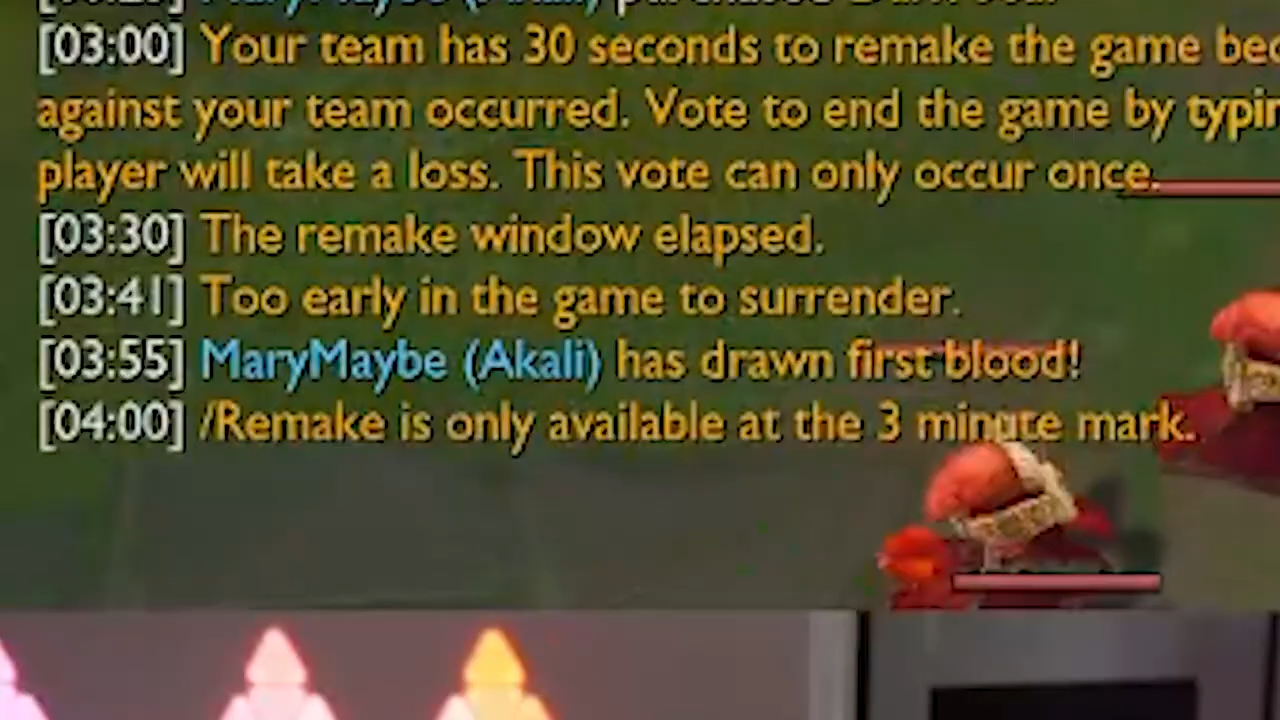 MaryMaybe (Akali) purchased
[03:00] Your team has 30 seconds to remake the game
against your team occurred. Vote to end the game by
player will take a loss. This vote can only occur once.
[03:30] The remake window elapsed.
[03:41] Too early in the game to surrender.
[03:55] MaryMaybe (Akali) has drawn first blood!
[04:00] /Remake is only available at the 3 minute mark.